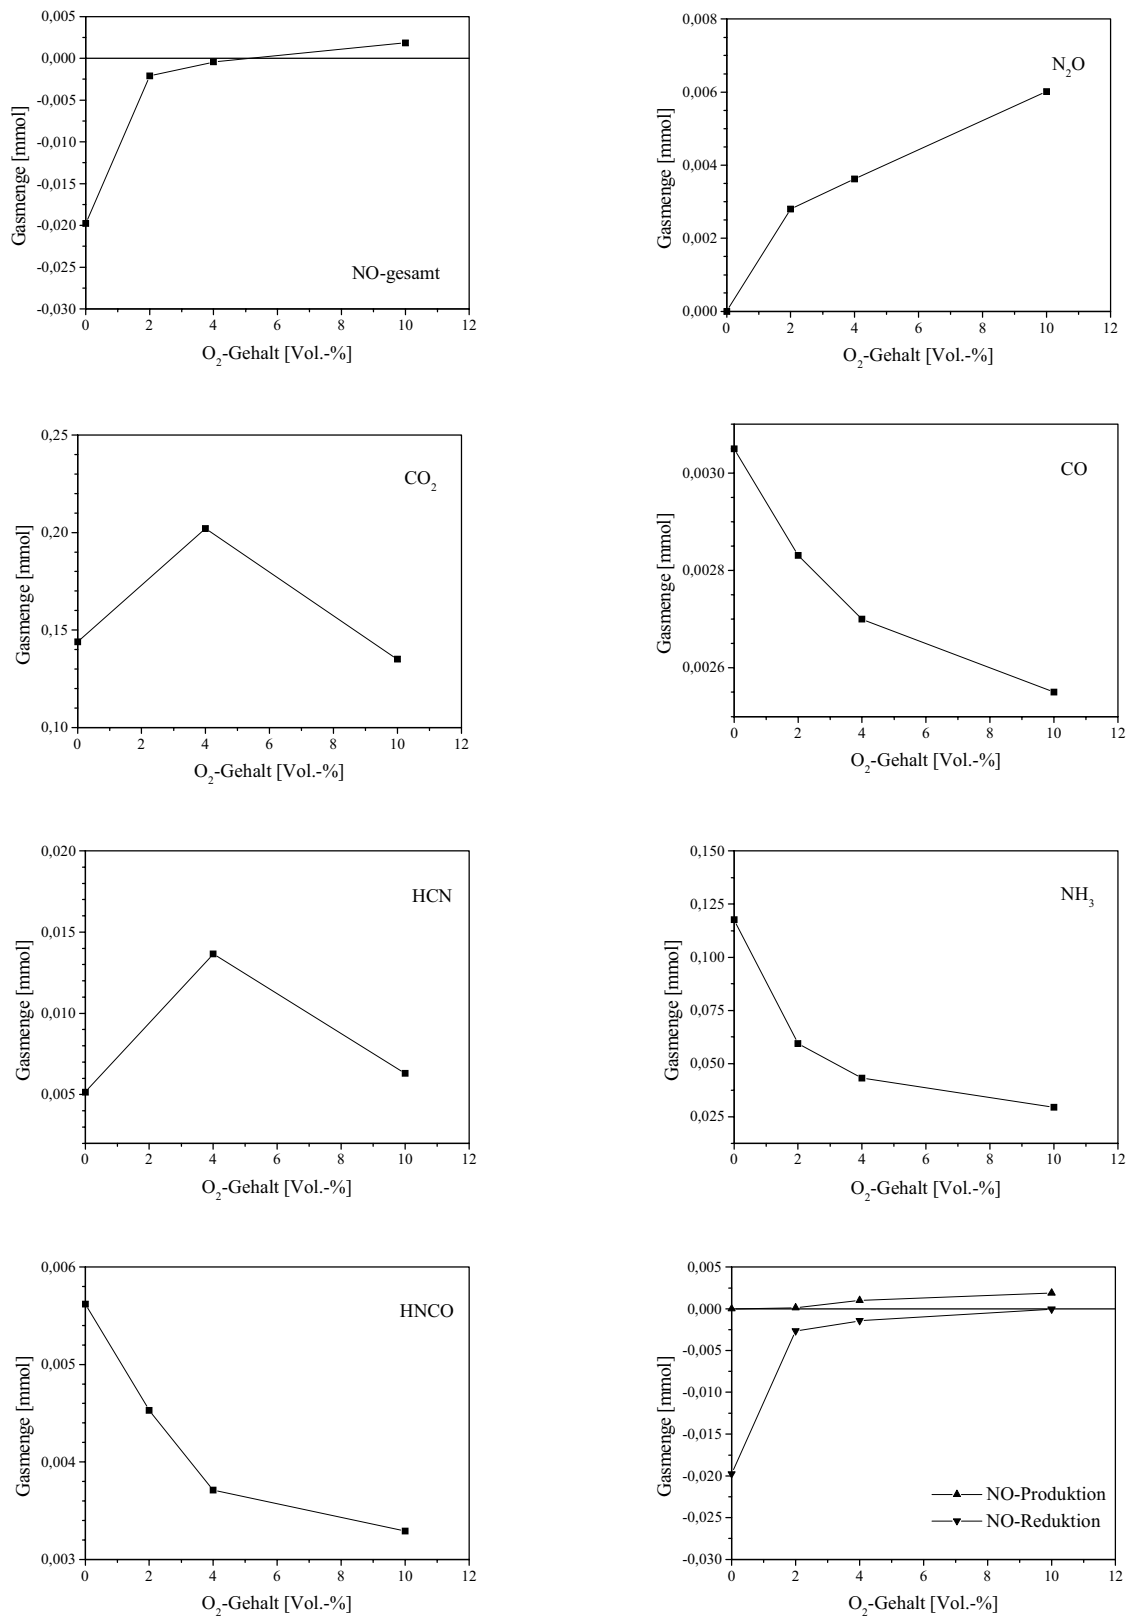 0,005
0,000
-0,005
-0,010
-0,015
-0,020
-0,025
-0,030
Gasmenge [mmol]
NO-gesamt
0 2 4 6 8 10 12
O₂-Gehalt [Vol.-%]
0,008
0,006
0,004
0,002
0,000
Gasmenge [mmol]
N₂O
0 2 4 6 8 10 12
O₂-Gehalt [Vol.-%]
0,25
0,20
0,15
0,10
Gasmenge [mmol]
CO₂
0 2 4 6 8 10 12
O₂-Gehalt [Vol.-%]
0,0030
0,0028
0,0026
Gasmenge [mmol]
CO
0 2 4 6 8 10 12
O₂-Gehalt [Vol.-%]
0,020
0,015
0,010
0,005
Gasmenge [mmol]
HCN
0 2 4 6 8 10 12
O₂-Gehalt [Vol.-%]
0,150
0,125
0,100
0,075
0,050
0,025
Gasmenge [mmol]
NH₃
0 2 4 6 8 10 12
O₂-Gehalt [Vol.-%]
0,006
0,005
0,004
0,003
Gasmenge [mmol]
HNCO
0 2 4 6 8 10 12
O₂-Gehalt [Vol.-%]
0,005
0,000
-0,005
-0,010
-0,015
-0,020
-0,025
-0,030
Gasmenge [mmol]
NO-Produktion
NO-Reduktion
0 2 4 6 8 10 12
O₂-Gehalt [Vol.-%]